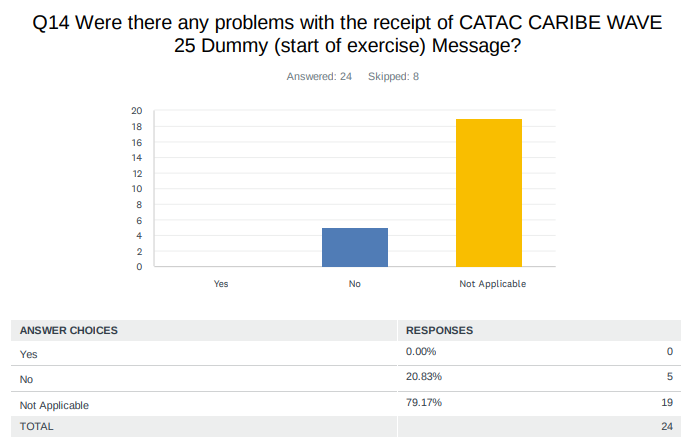 Q14 Were there any problems with the receipt of CATAC CARIBE WAVE
25 Dummy (start of exercise) Message?
Answered: 24 Skipped: 8
20
18
16
14
12
10
8
6
4
2
0
Yes No Not Applicable
ANSWER CHOICES RESPONSES
Yes 0.00% 0
No 20.83% 5
Not Applicable 79.17% 19
TOTAL 24